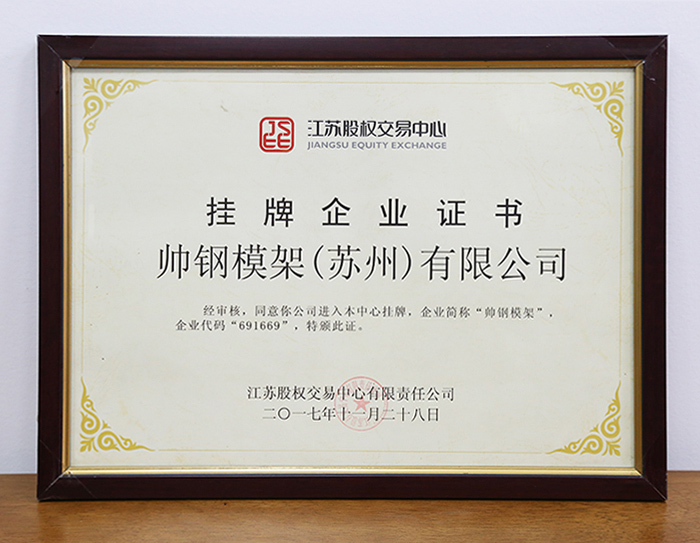 JSEE
江苏股权交易中心
JIANGSU EQUITY EXCHANGE
挂牌企业证书
帅钢模架(苏州)有限公司
经审核,同意你公司进入本中心挂牌,企业简称“帅钢模架”,
企业代码“691669”,特颁此证。
江苏股权交易中心有限责任公司
二〇一七年十一月二十八日